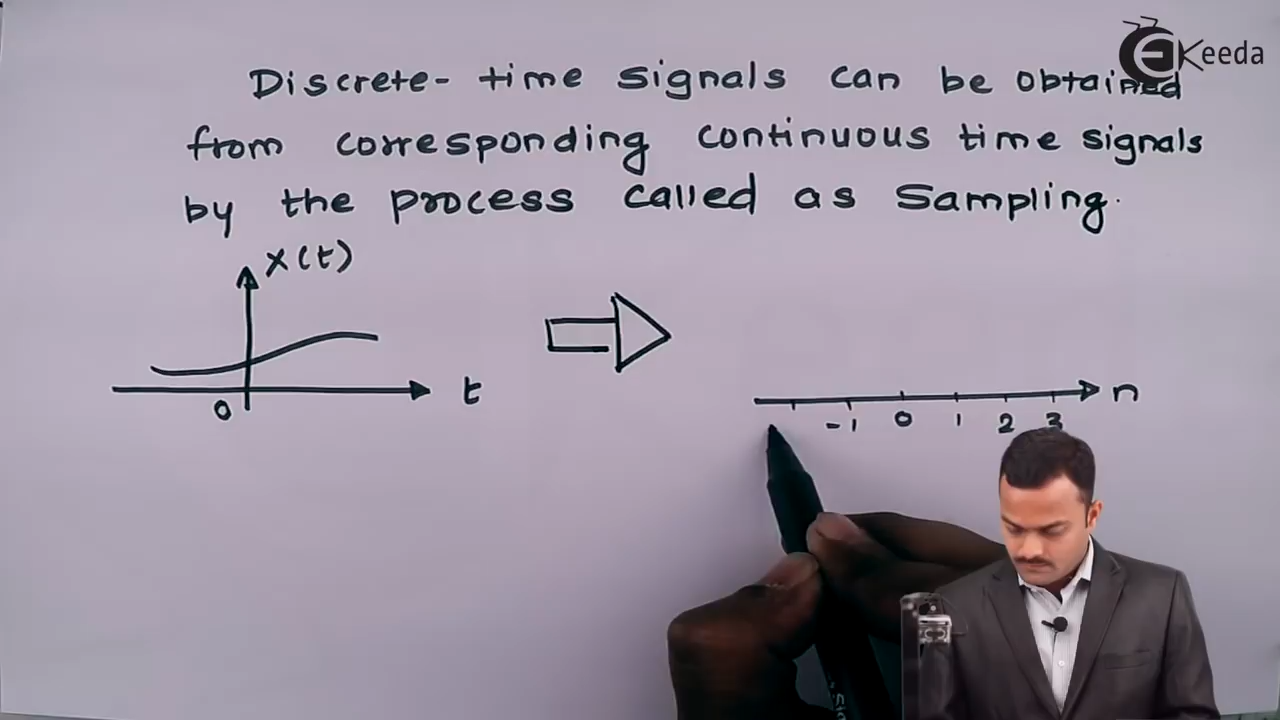 EKeeda
Discrete- time signals can be obtained
from corresponding continuous time signals
by the process called as Sampling.
x(t)
0
t
-1 0 1 2 3
n